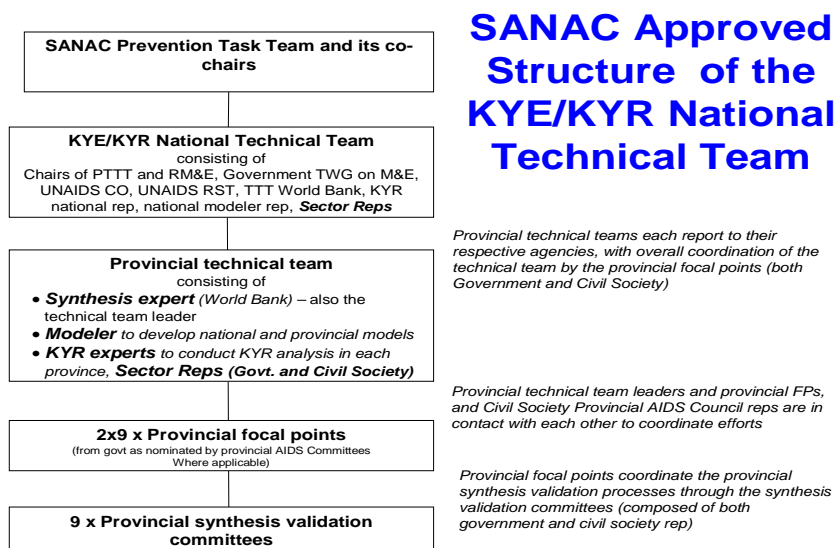 SANAC Approved
Structure of the
KYE/KYR National
Technical Team
SANAC Prevention Task Team and its co-
chairs
KYE/KYR National Technical Team
consisting of
Chairs of PTTT and RM&E, Government TWG on M&E,
UNAIDS CO, UNAIDS RST, TTT World Bank, KYR
national rep, national modeler rep, Sector Reps
Provincial technical teams each report to their
respective agencies, with overall coordination of the
technical team by the provincial focal points (both
Government and Civil Society)
Provincial technical team
consisting of
• Synthesis expert (World Bank) – also the
technical team leader
• Modeler to develop national and provincial models
• KYR experts to conduct KYR analysis in each
province, Sector Reps (Govt. and Civil Society)
Provincial technical team leaders and provincial FPs,
and Civil Society Provincial AIDS Council reps are in
contact with each other to coordinate efforts
2x9 x Provincial focal points
(from govt as nominated by provincial AIDS Committees
Where applicable)
Provincial focal points coordinate the provincial
synthesis validation processes through the synthesis
validation committees (composed of both
government and civil society rep)
9 x Provincial synthesis validation
committees